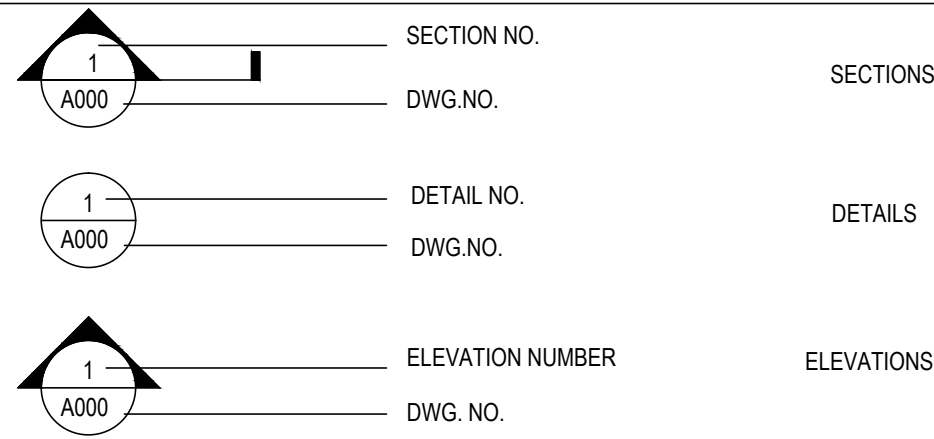 1
A000
SECTION NO.
DWG.NO.
SECTIONS
1
A000
DETAIL NO.
DWG.NO.
DETAILS
1
A000
ELEVATION NUMBER
DWG. NO.
ELEVATIONS